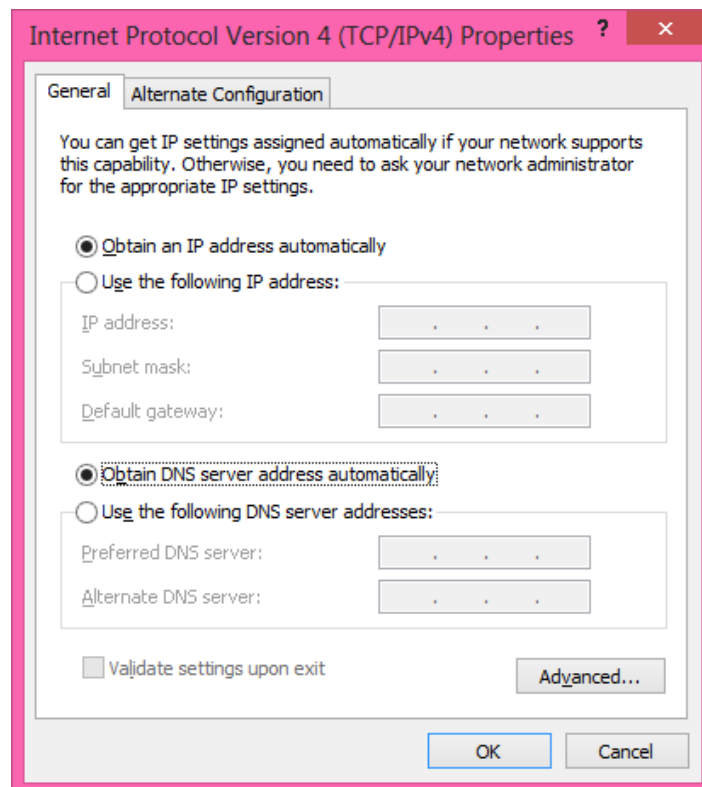 Internet Protocol Version 4 (TCP/IPv4) Properties ? ×
General Alternate Configuration
You can get IP settings assigned automatically if your network supports
this capability. Otherwise, you need to ask your network administrator
for the appropriate IP settings.
Obtain an IP address automatically
Use the following IP address:
IP address: . . .
Subnet mask: . . .
Default gateway: . . .
Obtain DNS server address automatically
Use the following DNS server addresses:
Preferred DNS server: . . .
Alternate DNS server: . . .
Validate settings upon exit
Advanced...
OK Cancel